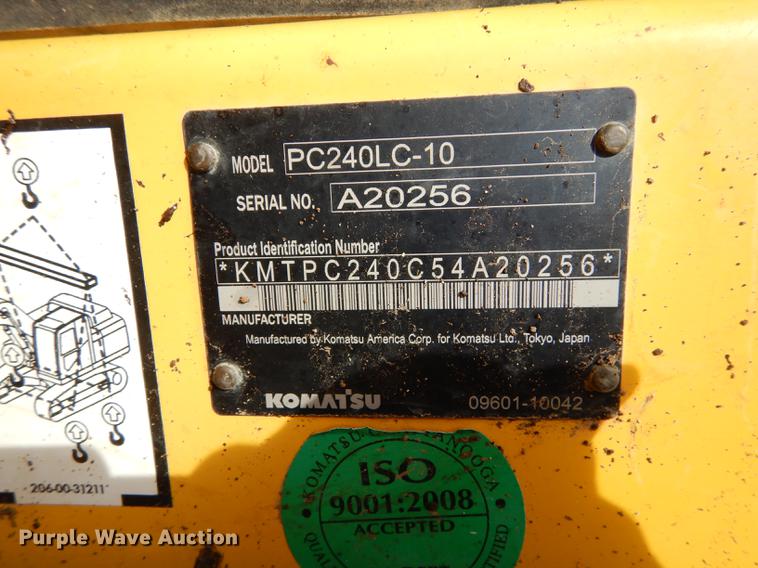 MODEL PC240LC-10
SERIAL NO. A20256
Product Identification Number
*KMTPC240C54A20256*
MANUFACTURER
Manufactured by Komatsu America Corp. for Komatsu Ltd., Tokyo, Japan
KOMATSU 09601-10042
206-00-31211
ISO
9001:2008
ACCEPTED
KOMATSU
Purple Wave Auction